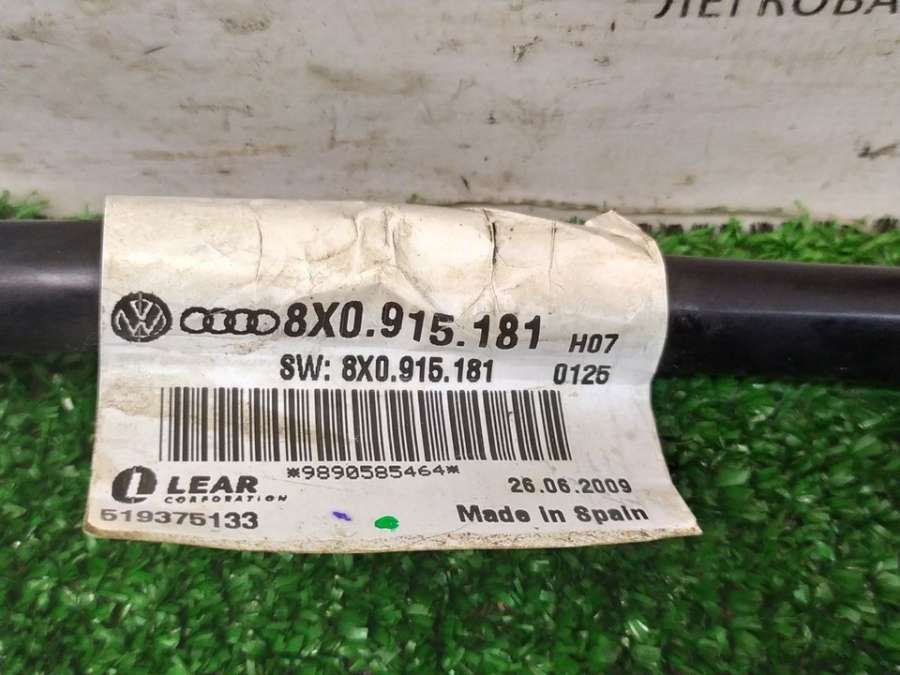 ЛЕГКОВА
8X0.915.181 H07
SW: 8X0.915.181 0125
*9890585464*
LEAR 26.06.2009
CORPORATION
519375133 Made in Spain